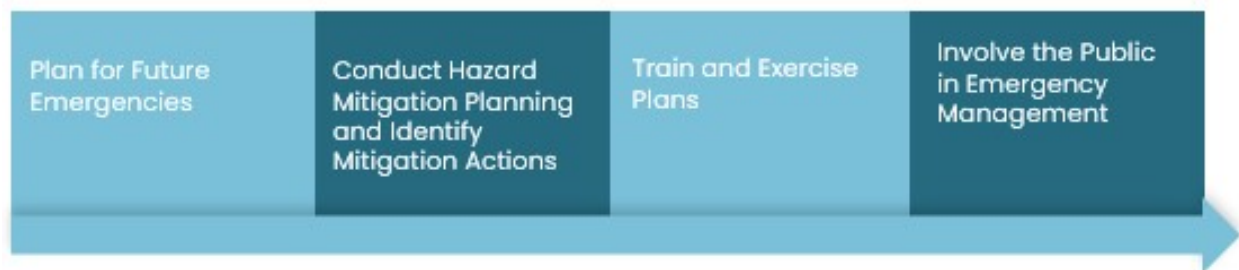 Plan for Future
Emergencies
Conduct Hazard
Mitigation Planning
and Identify
Mitigation Actions
Train and Exercise
Plans
Involve the Public
in Emergency
Management